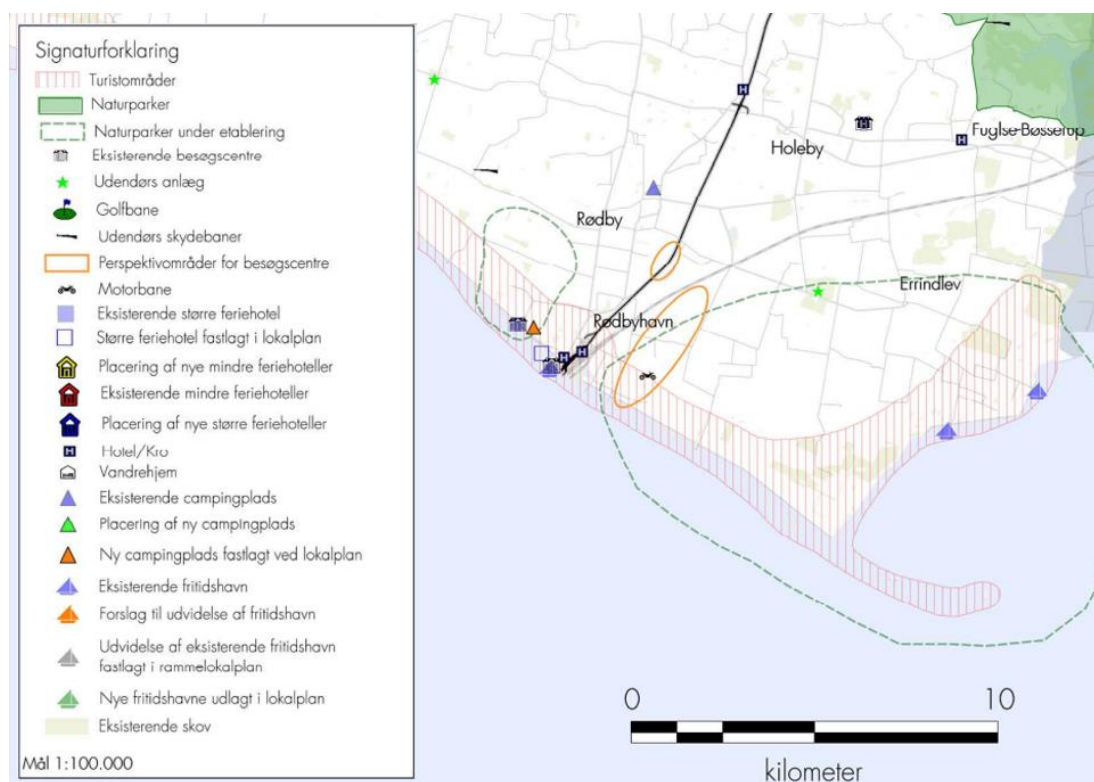 Signaturforklaring
Turistområder
Naturparker
Naturparker under etablering
Eksisterende besøgscentre
Udendørs anlæg
Golfbane
Udendørs skydebaner
Perspektivområder for besøgscentre
Motorbane
Eksisterende større feriehotel
Større feriehotel fastlagt i lokalplan
Placering af nye mindre feriehoteller
Eksisterende mindre feriehoteller
Placering af nye større feriehoteller
Hotel/Kro
Vandrehjem
Eksisterende campingplads
Placering af ny campingplads
Ny campingplads fastlagt ved lokalplan
Eksisterende fritidshavn
Forslag til udvidelse af fritidshavn
Udvidelse af eksisterende fritidshavn
fastlagt i rammelokalplan
Nye fritidshavne udlagt i lokalplan
Eksisterende skov
Mål 1:100.000
Fuglse-Bøsserup
Holeby
Rødby
Errindlev
Rødbyhavn
0 10
kilometer